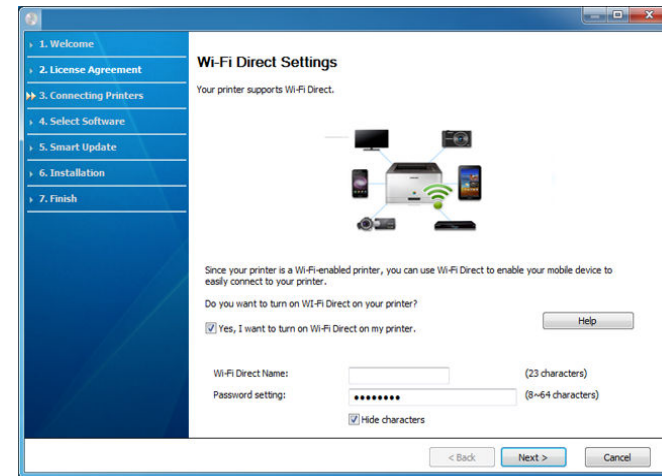 1. Welcome
2. License Agreement
3. Connecting Printers
4. Select Software
5. Smart Update
6. Installation
7. Finish
Wi-Fi Direct Settings
Your printer supports Wi-Fi Direct.
Since your printer is a Wi-Fi-enabled printer, you can use Wi-Fi Direct to enable your mobile device to
easily connect to your printer.
Do you want to turn on WI-Fi Direct on your printer?
Yes, I want to turn on Wi-Fi Direct on my printer.
Help
Wi-Fi Direct Name: (23 characters)
Password setting: •••••••• (8~64 characters)
Hide characters
< Back Next > Cancel